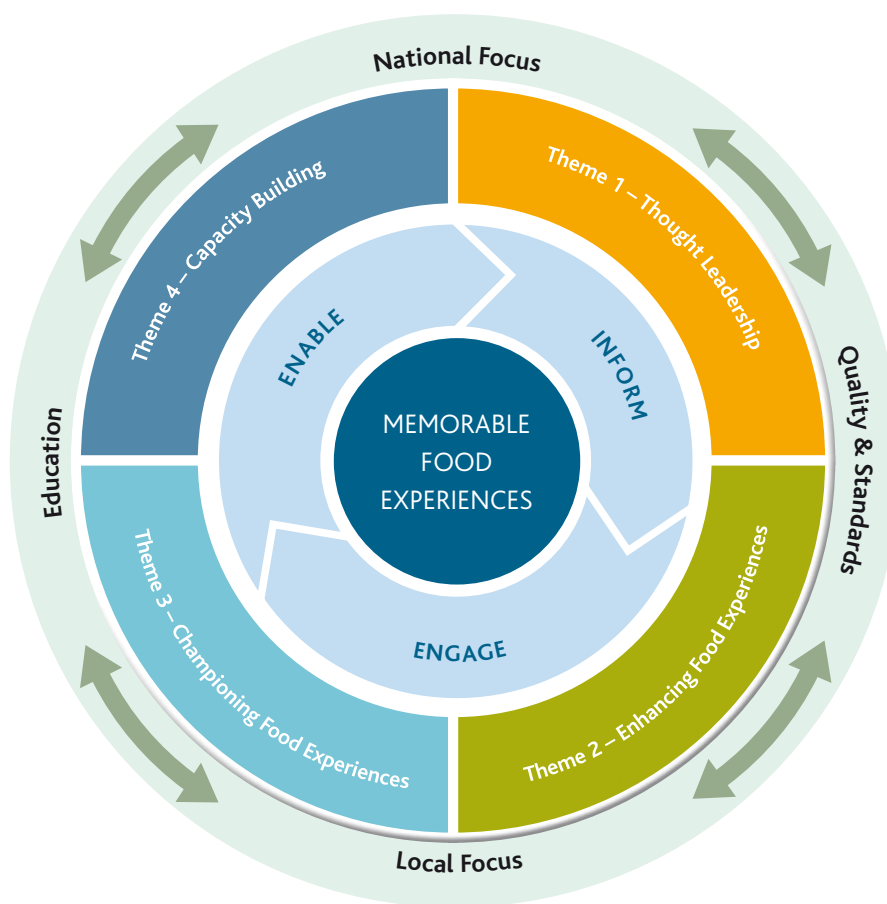 National Focus
Theme 4 – Capacity Building
Theme 1 – Thought Leadership
ENABLE
INFORM
MEMORABLE
FOOD
EXPERIENCES
Education
Quality & Standards
ENGAGE
Theme 3 – Championing Food Experiences
Theme 2 – Enhancing Food Experiences
Local Focus